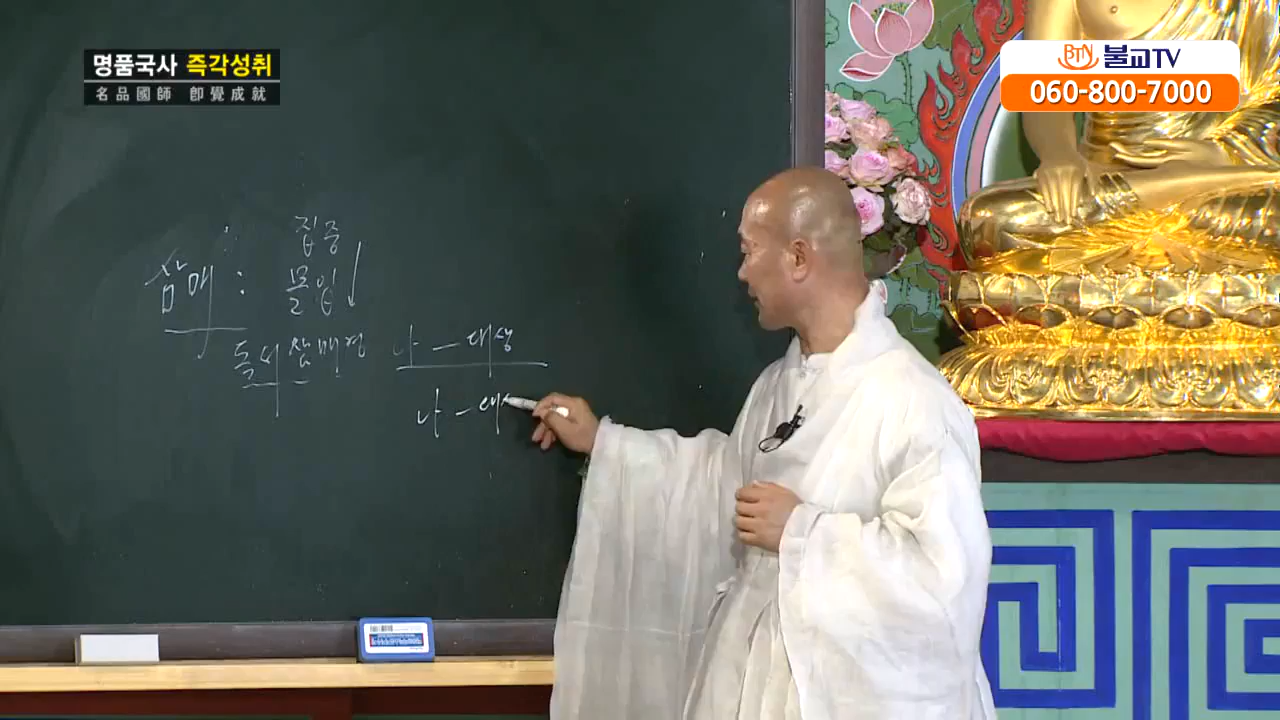 명품국사 즉각성취
名品國師 卽覺成就
BTN 불교TV
060-800-7000
집중
삼매 : 몰입
돌의삼매경
나 — 대상
나 — 대